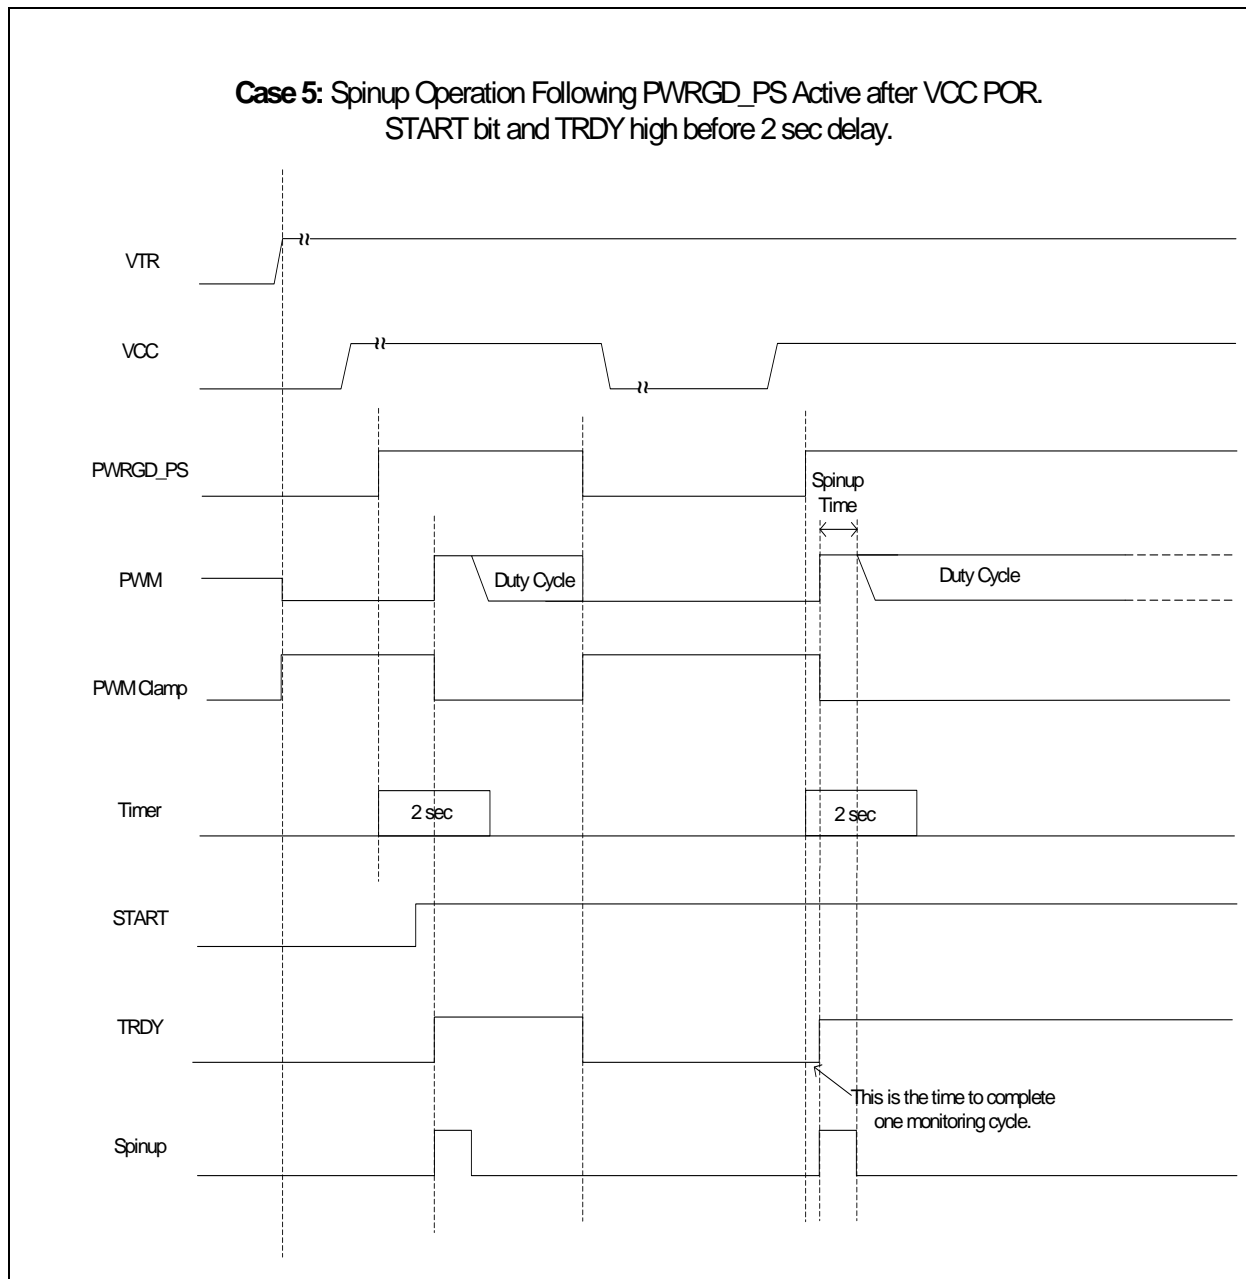 Case 5: Spinup Operation Following PWRGD_PS Active after VCC POR.
START bit and TRDY high before 2 sec delay.
VTR
VCC
PWRGD_PS
Spinup
Time
PWM
Duty Cycle
Duty Cycle
PWM Clamp
Timer
2 sec
2 sec
START
TRDY
This is the time to complete
one monitoring cycle.
Spinup